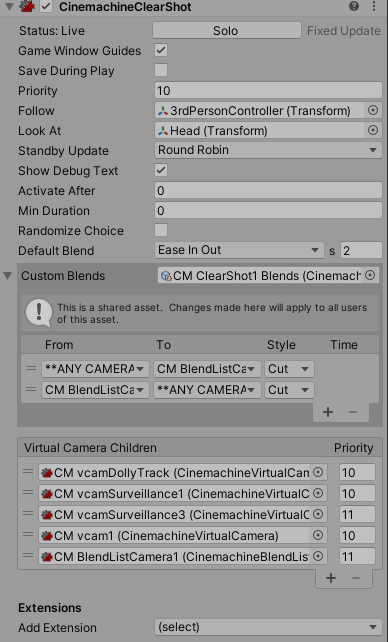 CinemachineClearShot
Status: Live Solo Fixed Update
Game Window Guides
Save During Play
Priority 10
Follow 3rdPersonController (Transform)
Look At Head (Transform)
Standby Update Round Robin
Show Debug Text
Activate After 0
Min Duration 0
Randomize Choice
Default Blend Ease In Out s 2
Custom Blends CM ClearShot1 Blends (Cinemach
This is a shared asset. Changes made here will apply to all users
of this asset.
From To Style Time
**ANY CAMERA CM BlendListCa Cut
CM BlendListCa **ANY CAMERA Cut
+ −
Virtual Camera Children Priority
CM vcamDollyTrack (CinemachineVirtualCam 10
CM vcamSurveillance1 (CinemachineVirtualC 10
CM vcamSurveillance3 (CinemachineVirtualC 11
CM vcam1 (CinemachineVirtualCamera) 10
CM BlendListCamera1 (CinemachineBlendLis 11
+ −
Extensions
Add Extension (select)